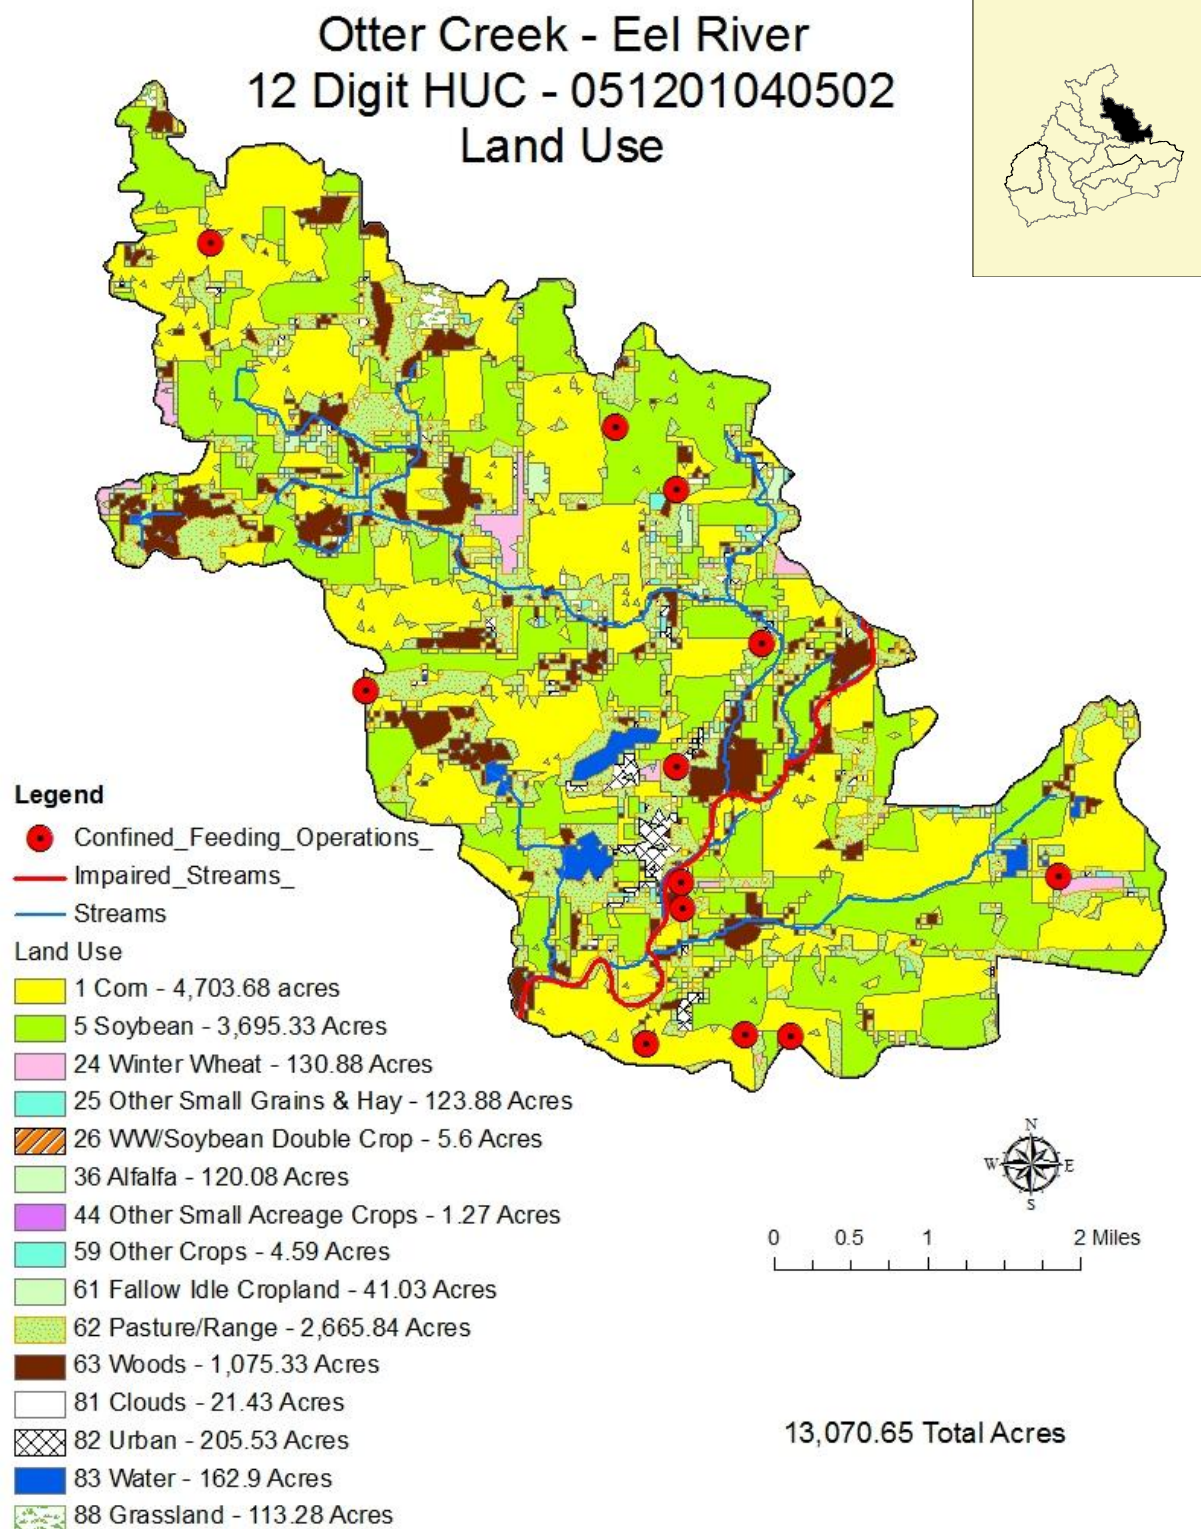 Otter Creek - Eel River
12 Digit HUC - 051201040502
Land Use
Legend
Confined_Feeding_Operations_
Impaired_Streams_
Streams
Land Use
1 Corn - 4,703.68 acres
5 Soybean - 3,695.33 Acres
24 Winter Wheat - 130.88 Acres
25 Other Small Grains & Hay - 123.88 Acres
26 WW/Soybean Double Crop - 5.6 Acres
36 Alfalfa - 120.08 Acres
44 Other Small Acreage Crops - 1.27 Acres
59 Other Crops - 4.59 Acres
61 Fallow Idle Cropland - 41.03 Acres
62 Pasture/Range - 2,665.84 Acres
63 Woods - 1,075.33 Acres
81 Clouds - 21.43 Acres
82 Urban - 205.53 Acres
83 Water - 162.9 Acres
88 Grassland - 113.28 Acres
N
W E
S
0 0.5 1 2 Miles
13,070.65 Total Acres